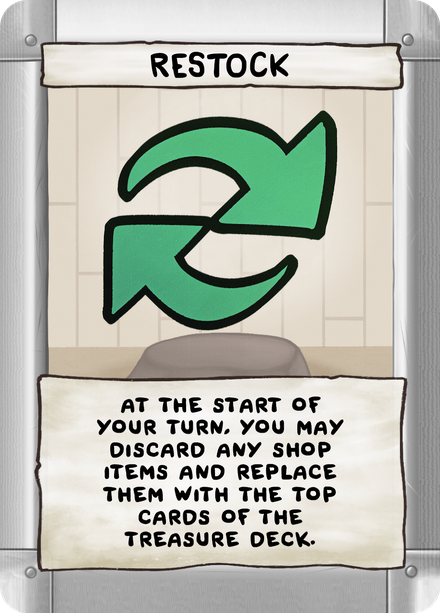 RESTOCK
AT THE START OF
YOUR TURN, YOU MAY
DISCARD ANY SHOP
ITEMS AND REPLACE
THEM WITH THE TOP
CARDS OF THE
TREASURE DECK.